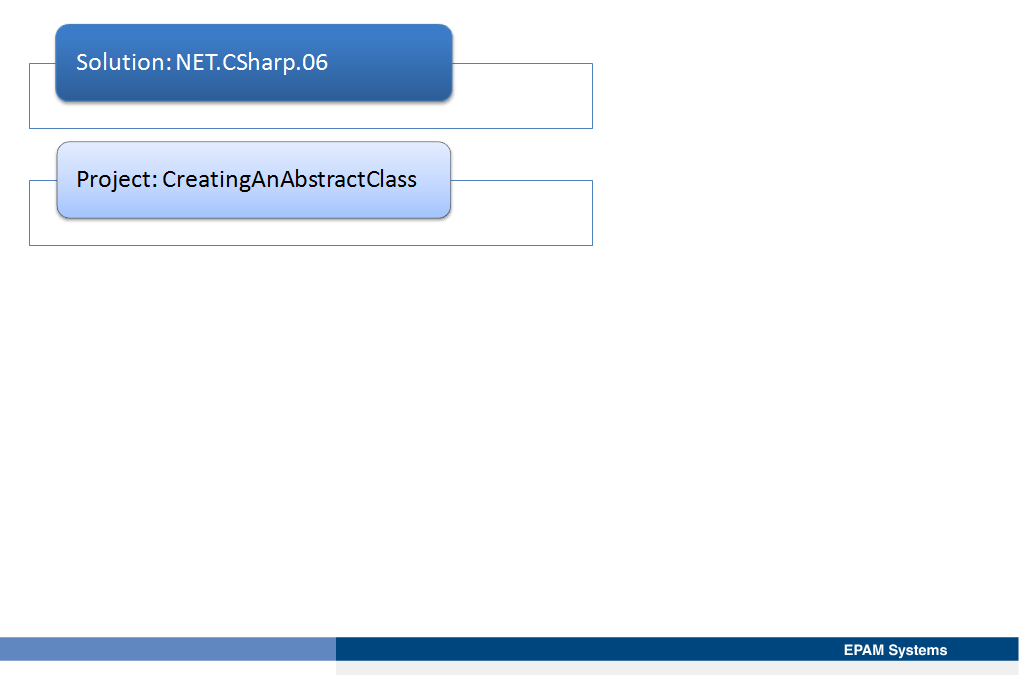 Solution: NET.CSharp.06
Project: CreatingAnAbstractClass
EPAM Systems